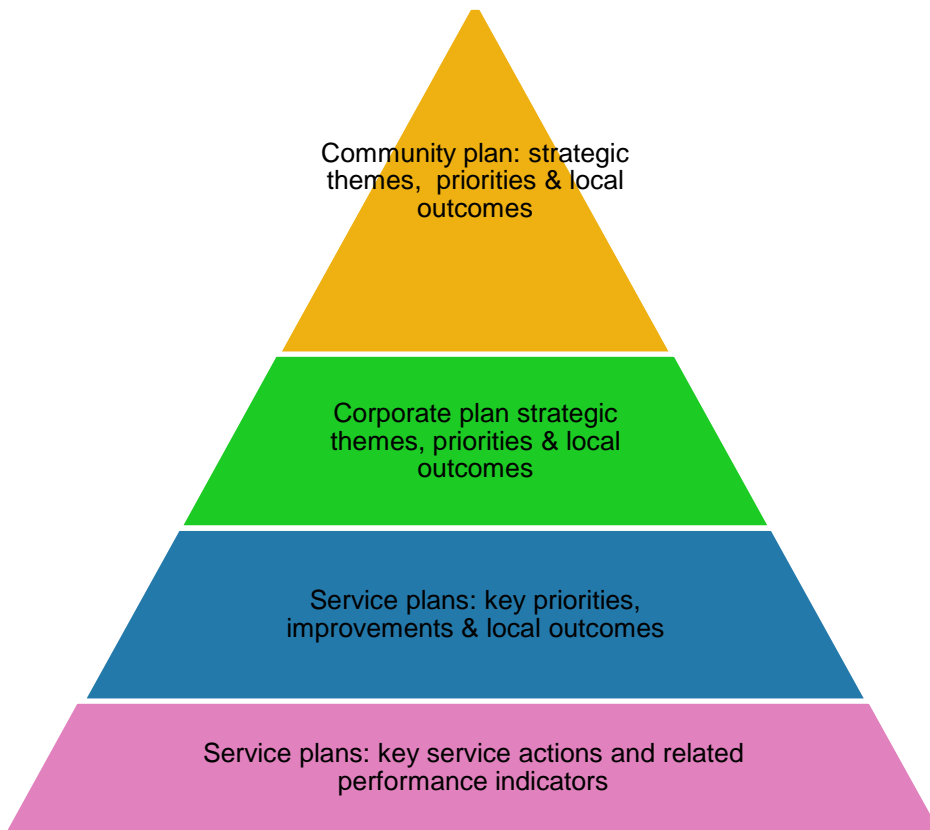 Community plan: strategic
themes,  priorities & local
outcomes
Corporate plan strategic
themes, priorities & local
outcomes
Service plans: key priorities,
improvements & local outcomes
Service plans: key service actions and related
performance indicators